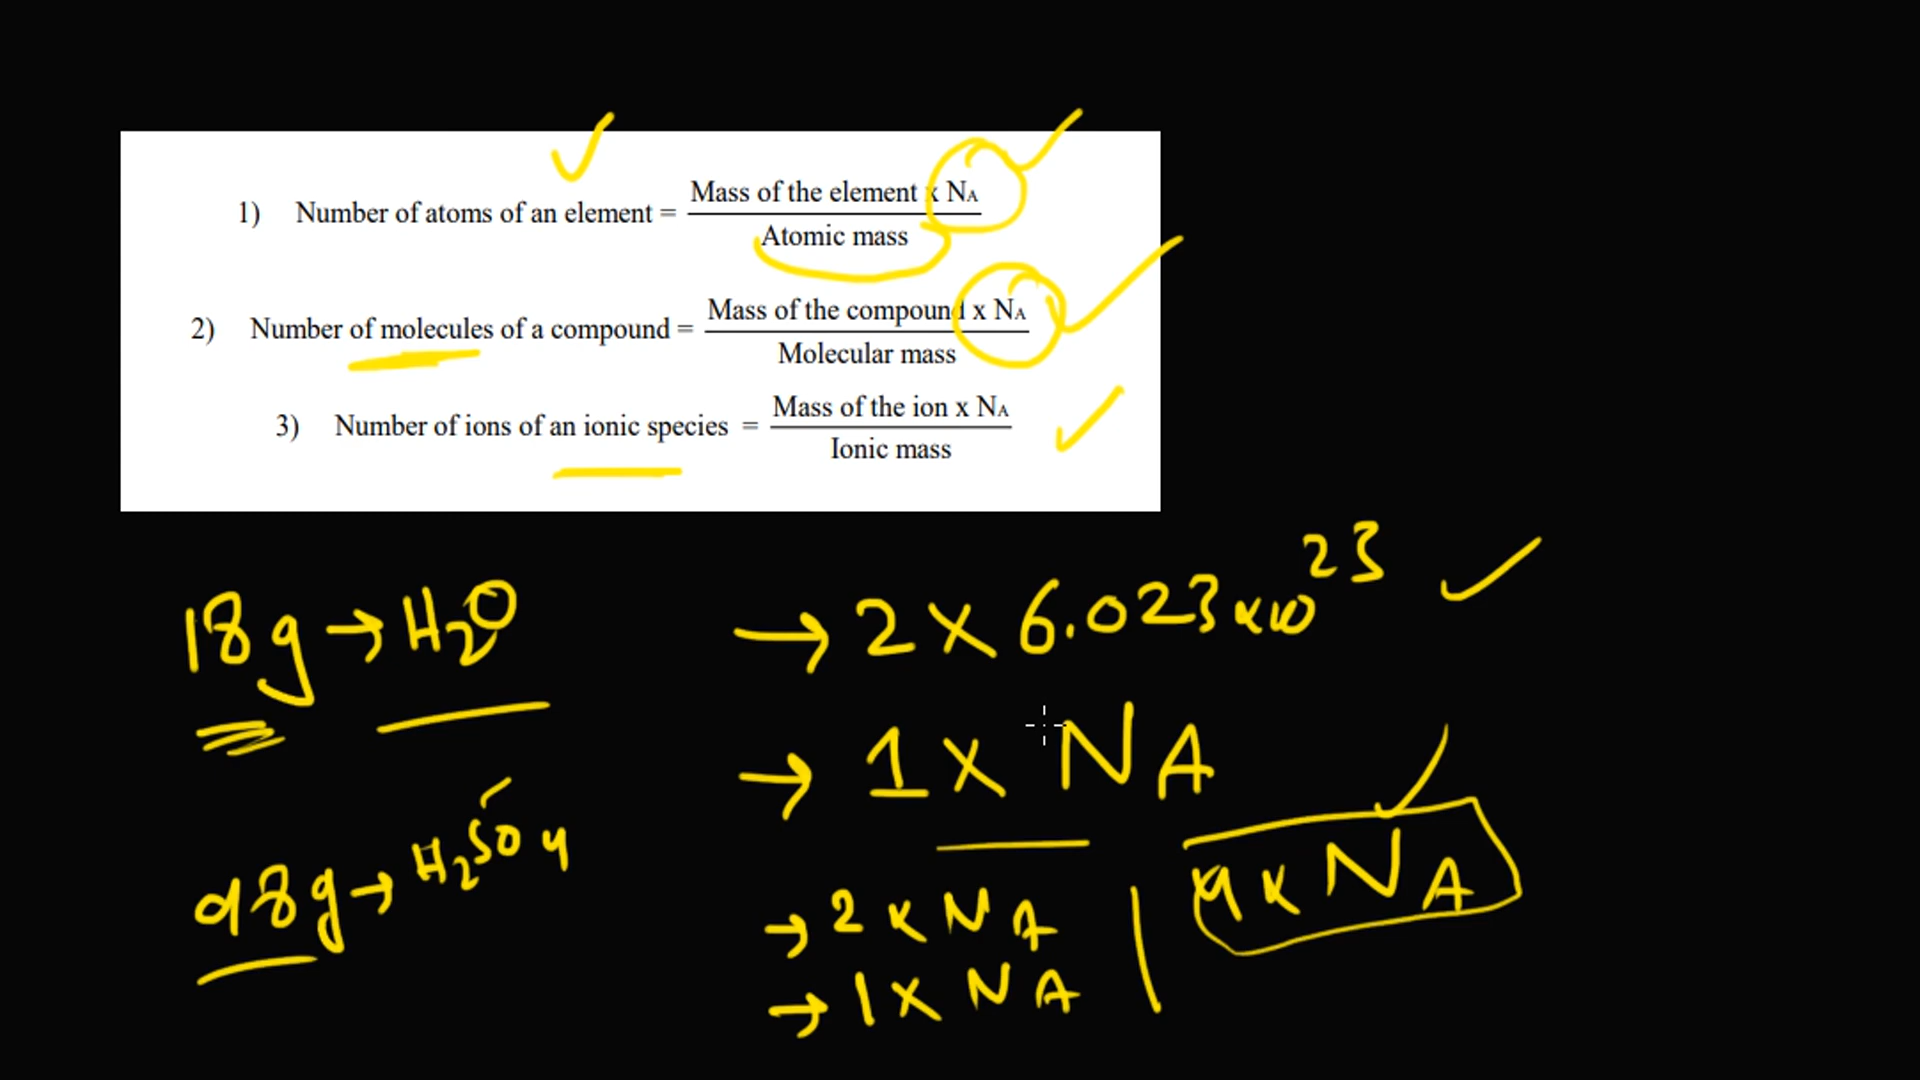 1) Number of atoms of an element = Mass of the element x NA / Atomic mass
2) Number of molecules of a compound = Mass of the compound x NA / Molecular mass
3) Number of ions of an ionic species = Mass of the ion x NA / Ionic mass
18g → H2O → 2 x 6.023 x 10^23
→ 1 x NA
98g → H2SO4
→ 2 x NA | 4 x NA
→ 1 x NA